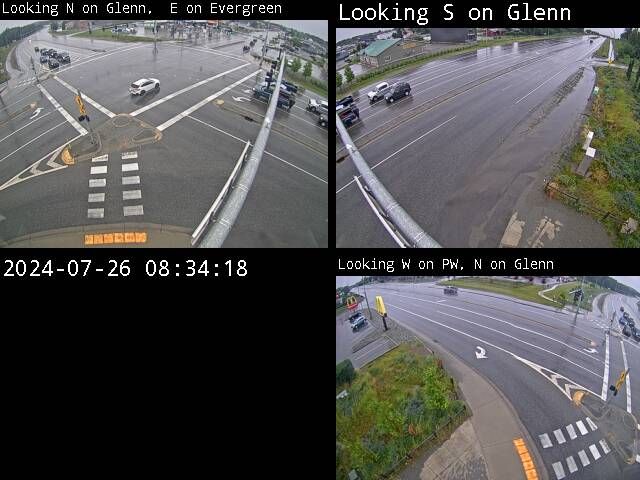 Looking N on Glenn,  E on Evergreen
Looking S on Glenn
2024-07-26 08:34:18
Looking W on PW, N on Glenn